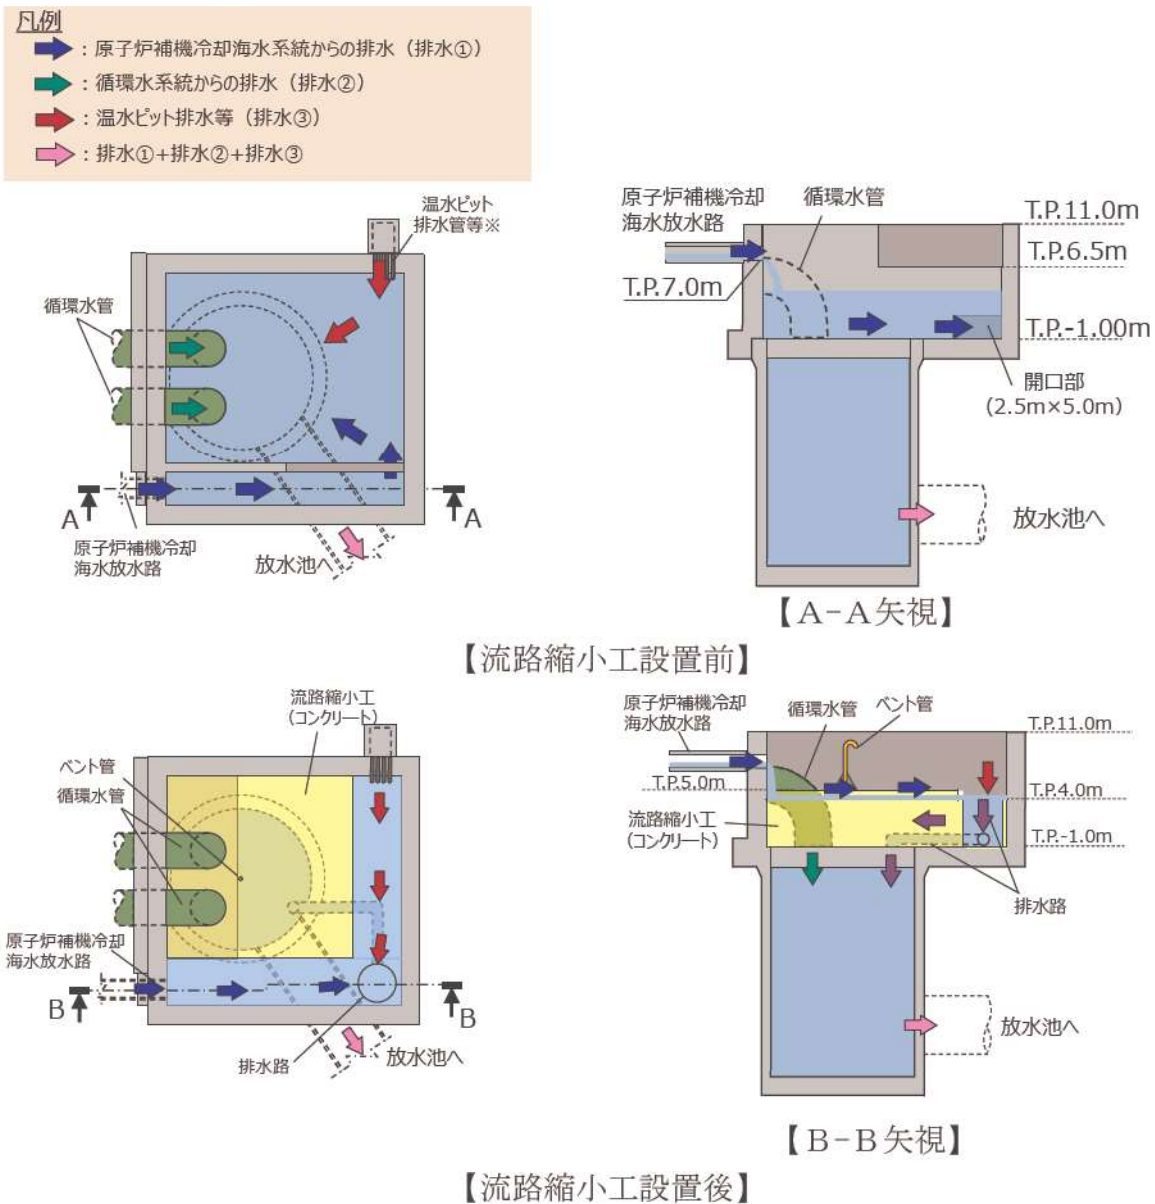 凡例
：原子炉補機冷却海水系統からの排水（排水①）
：循環水系統からの排水（排水②）
：温水ピット排水等（排水③）
：排水①+排水②+排水③
温水ピット
排水管等※
循環水管
A
A
原子炉補機冷却
海水放水路
放水池へ
原子炉補機冷却
海水放水路
循環水管
T.P.11.0m
T.P.6.5m
T.P.7.0m
T.P.-1.00m
開口部
（2.5m×5.0m）
放水池へ
【A-A矢視】
【流路縮小工設置前】
流路縮小工
（コンクリート）
ベント管
循環水管
原子炉補機冷却
海水放水路
B
B
排水路
放水池へ
原子炉補機冷却
海水放水路
循環水管
ベント管
T.P.11.0m
T.P.5.0m
T.P.4.0m
流路縮小工
（コンクリート）
T.P.-1.0m
排水路
放水池へ
【B-B矢視】
【流路縮小工設置後】